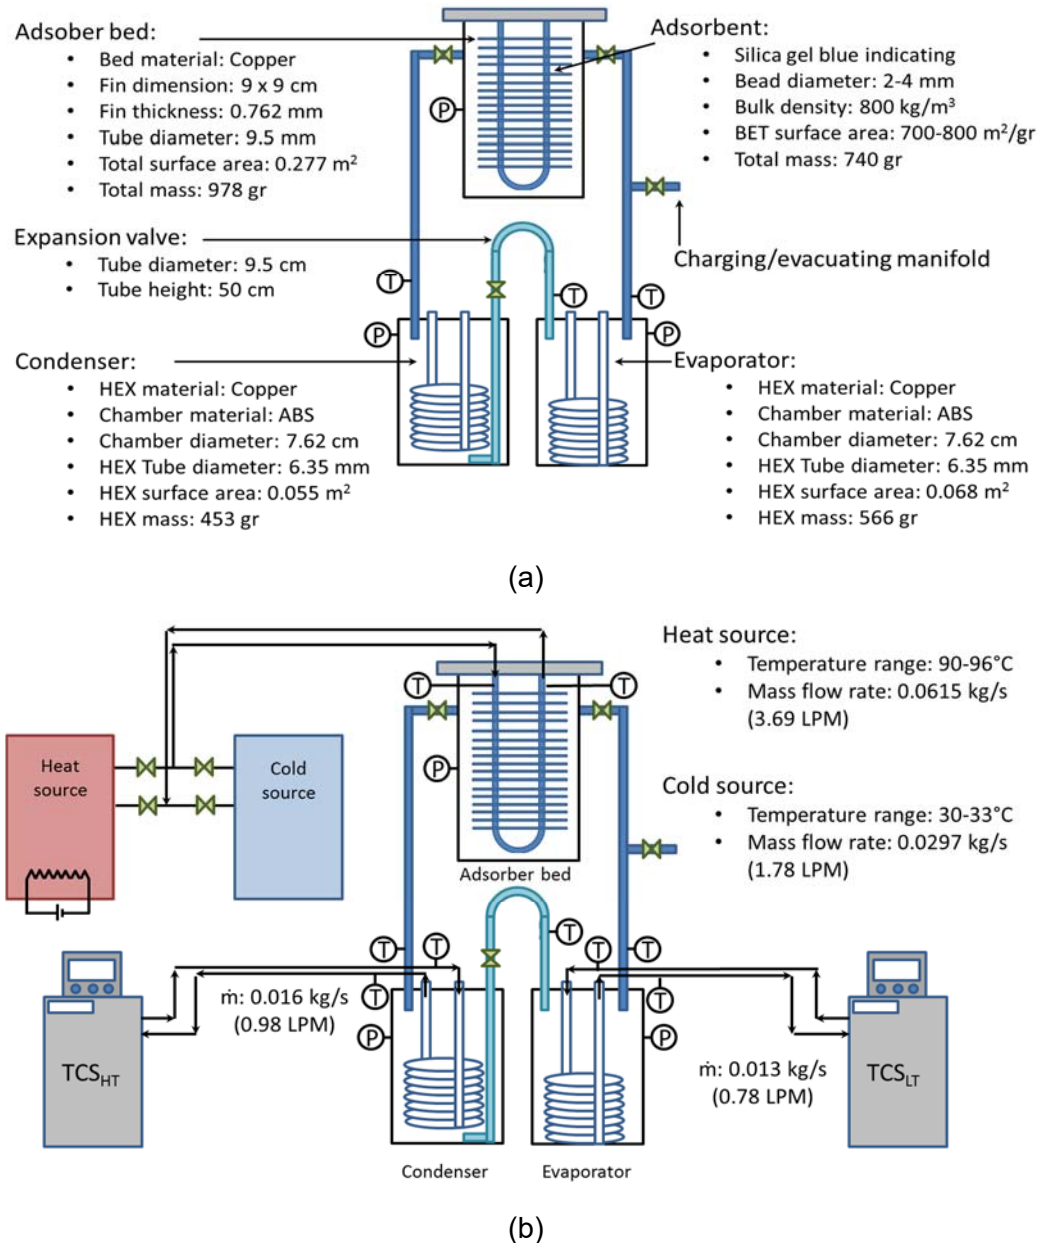 Adsober bed:
• Bed material: Copper
• Fin dimension: 9 x 9 cm
• Fin thickness: 0.762 mm
• Tube diameter: 9.5 mm
• Total surface area: 0.277 m²
• Total mass: 978 gr
Adsorbent:
• Silica gel blue indicating
• Bead diameter: 2-4 mm
• Bulk density: 800 kg/m³
• BET surface area: 700-800 m²/gr
• Total mass: 740 gr
P
Expansion valve:
• Tube diameter: 9.5 cm
• Tube height: 50 cm
Charging/evacuating manifold
T
T
T
P
P
Condenser:
• HEX material: Copper
• Chamber material: ABS
• Chamber diameter: 7.62 cm
• HEX Tube diameter: 6.35 mm
• HEX surface area: 0.055 m²
• HEX mass: 453 gr
Evaporator:
• HEX material: Copper
• Chamber material: ABS
• Chamber diameter: 7.62 cm
• HEX Tube diameter: 6.35 mm
• HEX surface area: 0.068 m²
• HEX mass: 566 gr
(a)
Heat source:
• Temperature range: 90-96°C
• Mass flow rate: 0.0615 kg/s
(3.69 LPM)
Cold source:
• Temperature range: 30-33°C
• Mass flow rate: 0.0297 kg/s
(1.78 LPM)
T
T
P
Heat
source
Cold
source
Adsorber bed
T
T
T
T
T
T
T
P
P
ṁ: 0.016 kg/s
(0.98 LPM)
TCS_HT
ṁ: 0.013 kg/s
(0.78 LPM)
TCS_LT
Condenser
Evaporator
(b)